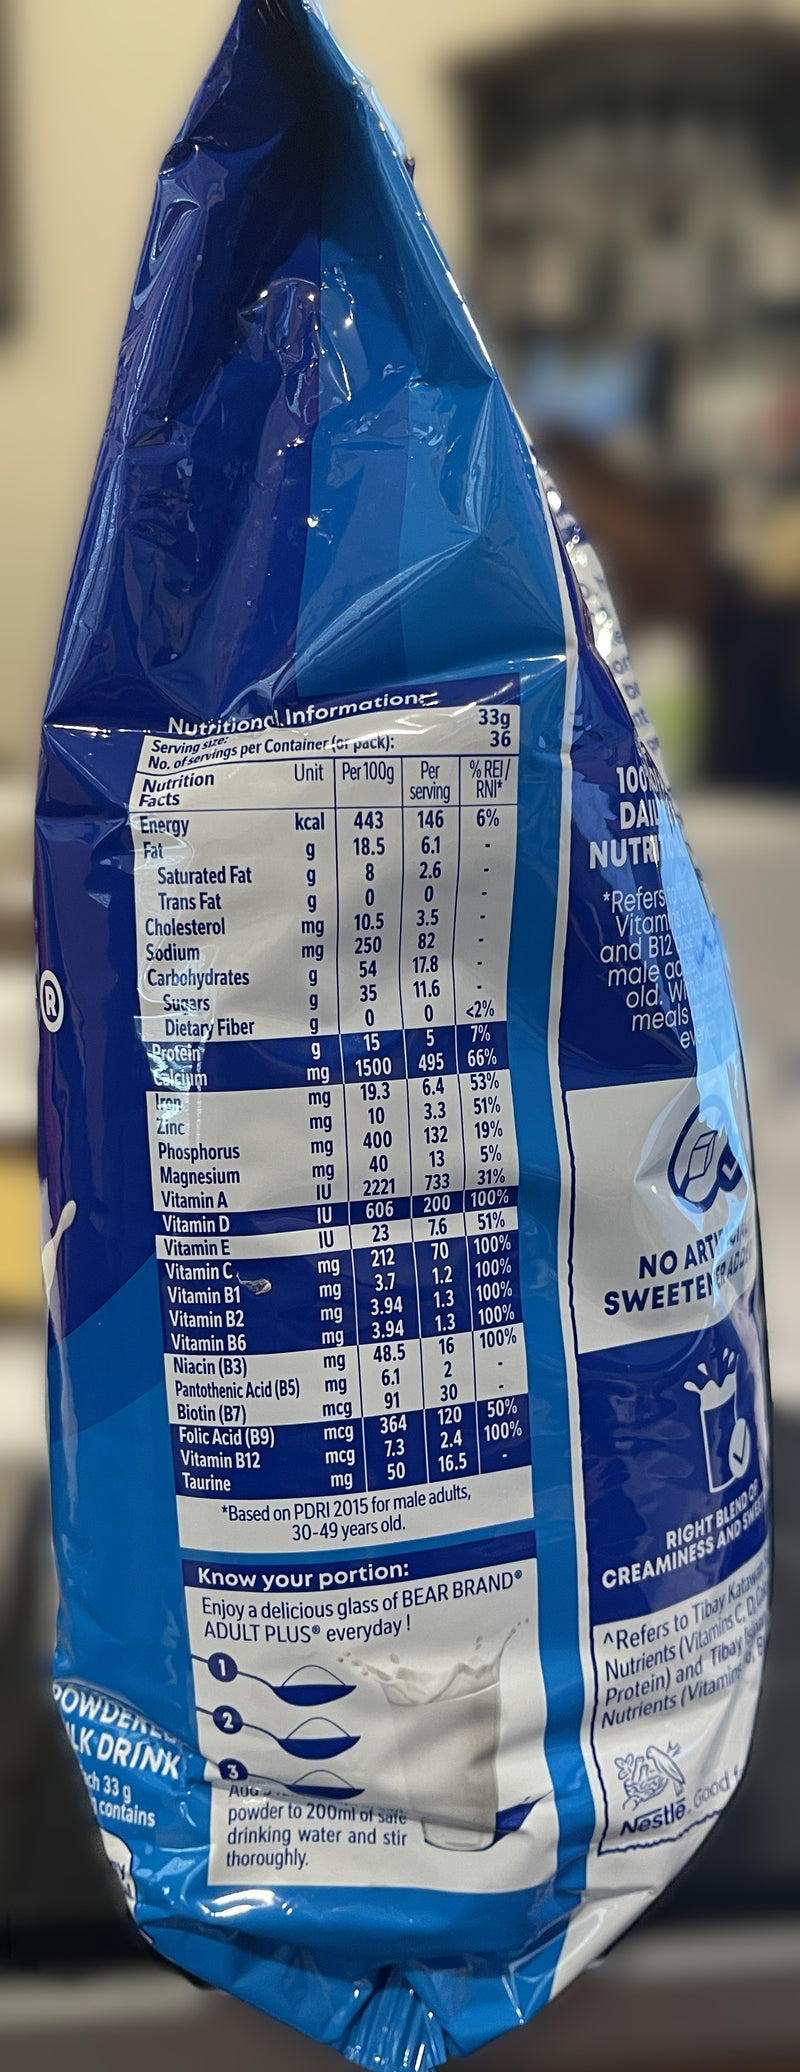 Nutritional Information:
Serving size: 33g
No. of servings per Container (or pack): 36
Nutrition Facts Unit Per 100g Per serving % REI / RNI*
Energy kcal 443 146 6%
Fat g 18.5 6.1 -
Saturated Fat g 8 2.6 -
Trans Fat g 0 0 -
Cholesterol mg 10.5 3.5 -
Sodium mg 250 82 -
Carbohydrates g 54 17.8 -
Sugars g 35 11.6 -
Dietary Fiber g 0 0 <2%
Protein g 15 5 7%
Calcium mg 1500 495 66%
Iron mg 19.3 6.4 53%
Zinc mg 10 3.3 51%
Phosphorus mg 400 132 19%
Magnesium mg 40 13 5%
Vitamin A IU 2221 733 31%
Vitamin D IU 606 200 100%
Vitamin E IU 23 7.6 51%
Vitamin C mg 212 70 100%
Vitamin B1 mg 3.7 1.2 100%
Vitamin B2 mg 3.94 1.3 100%
Vitamin B6 mg 3.94 1.3 100%
Niacin (B3) mg 48.5 16 100%
Pantothenic Acid (B5) mg 6.1 2 -
Biotin (B7) mcg 91 30 -
Folic Acid (B9) mcg 364 120 50%
Vitamin B12 mcg 7.3 2.4 100%
Taurine mg 50 16.5 -
*Based on PDRI 2015 for male adults,
30-49 years old.
Know your portion:
Enjoy a delicious glass of BEAR BRAND®
ADULT PLUS® everyday !
1
2
3
powder to 200ml of safe
drinking water and stir
thoroughly.
®
POWDERED
DRINK
33 g
contains
*Refers
and B12
male
old.
meals
NO
RIGHT BLEND OF
CREAMINESS AND
^Refers to Tibay
Nutrients (Vitamins C, D,
Protein) and Tibay
Nutrients (Vitamin
Nestlé Good